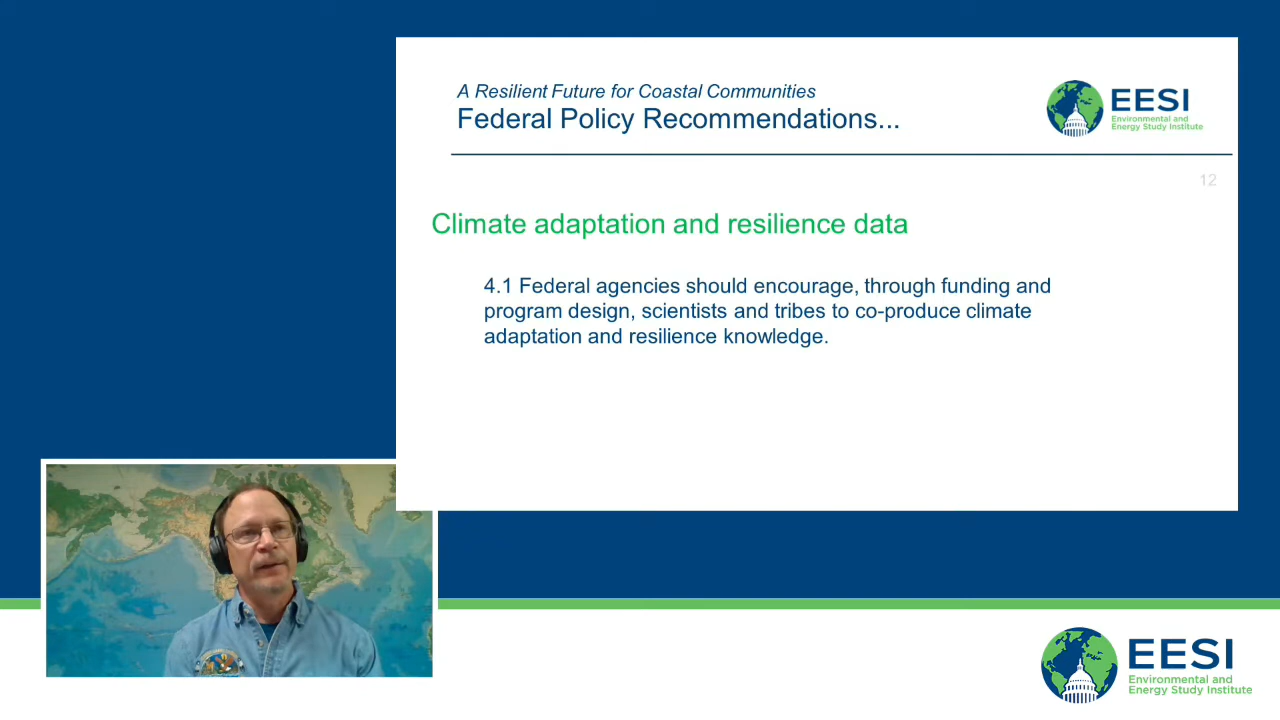 A Resilient Future for Coastal Communities
Federal Policy Recommendations...
EESI
Environmental and
Energy Study Institute
12
Climate adaptation and resilience data
4.1 Federal agencies should encourage, through funding and
program design, scientists and tribes to co-produce climate
adaptation and resilience knowledge.
EESI
Environmental and
Energy Study Institute